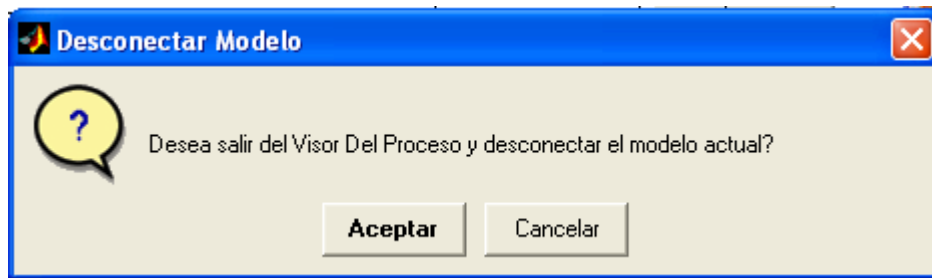 Desconectar Modelo
?
Desea salir del Visor Del Proceso y desconectar el modelo actual?
Aceptar
Cancelar